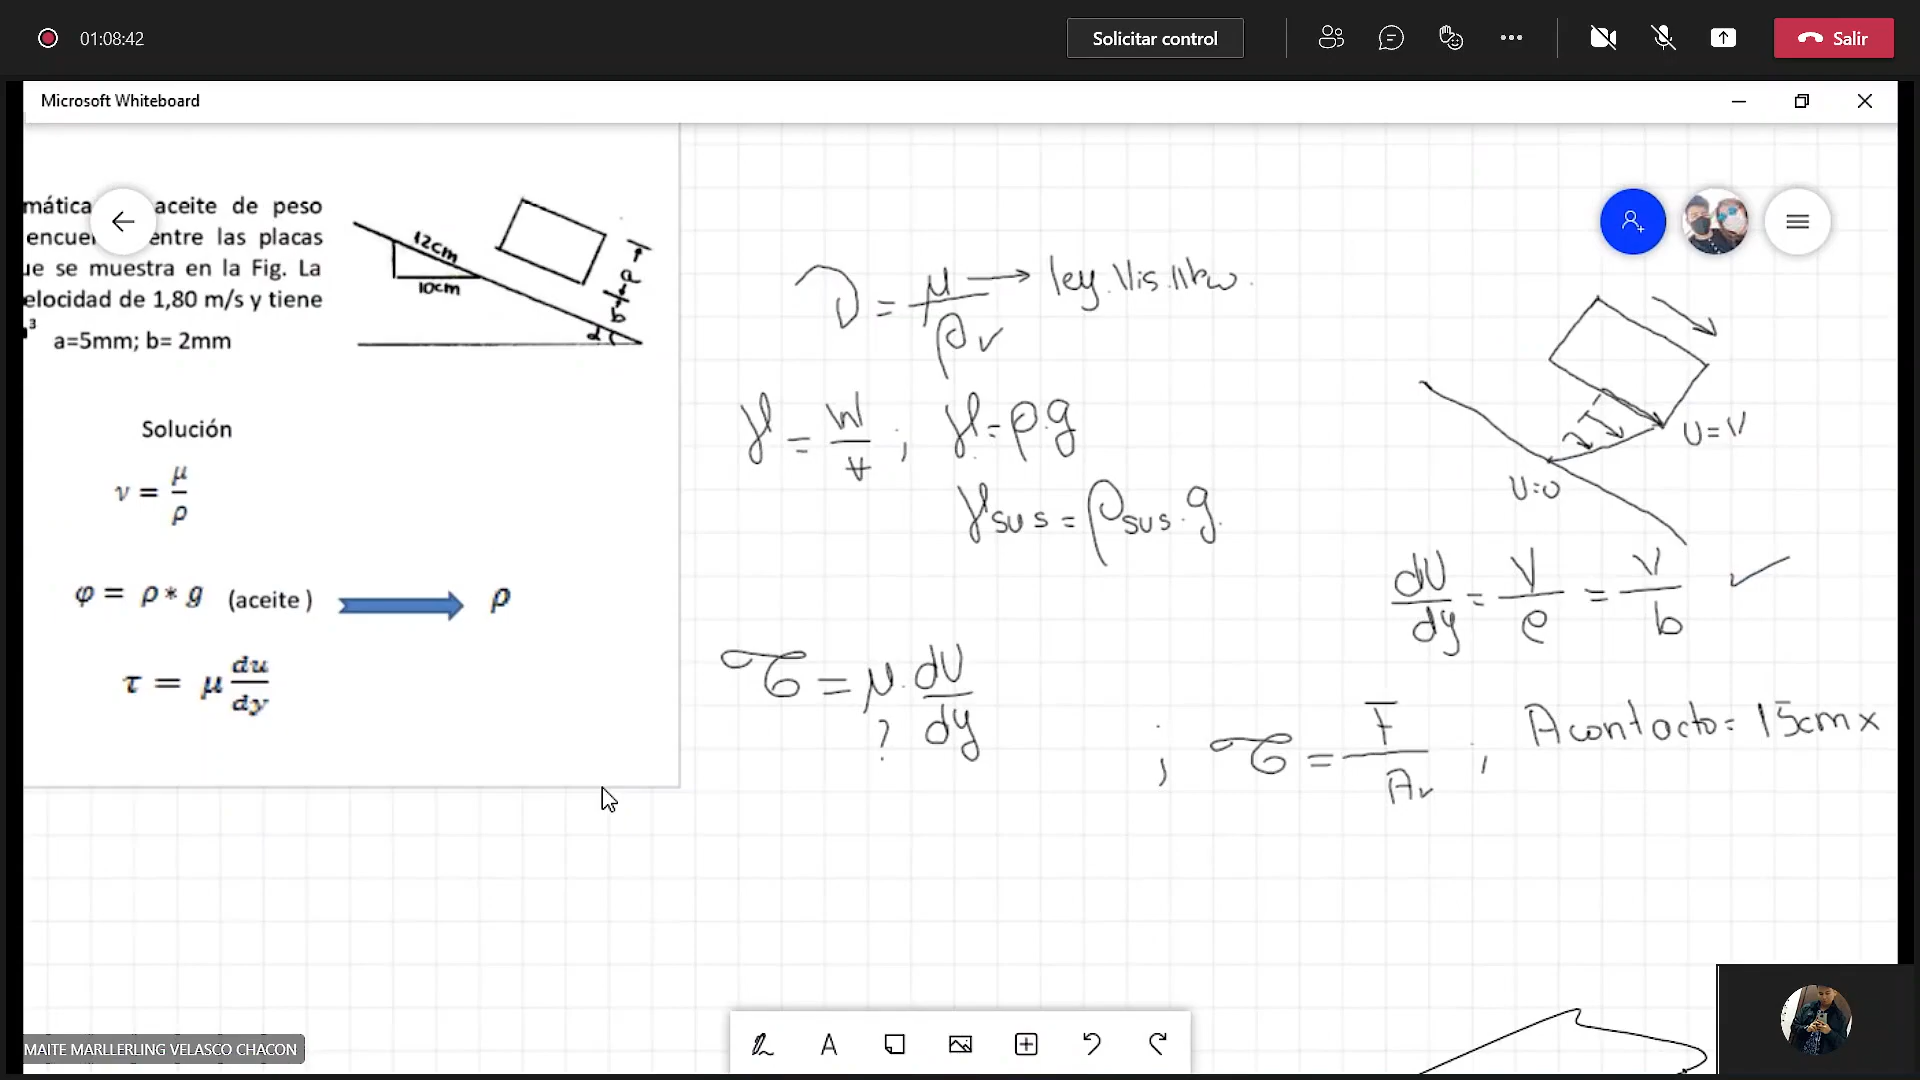 01:08:42
Solicitar control
Salir
Microsoft Whiteboard
mática aceite de peso
encue entre las placas
ue se muestra en la Fig. La
elocidad de 1,80 m/s y tiene
3 a=5mm; b= 2mm
12cm
10cm
a
b
α
Solución
ν = μ/ρ
φ = ρ * g (aceite) ρ
τ = μ du/dy
ν = μ/ρν → ley.Vis.
γ = W/V ; γ = ρ.g
γsus = ρsus.g.
U=V
U=0
dU/dy = V/e = V/b ✓
τ = μ.dU/dy
?
; τ = F/Av ; Acontacto = 15cm x
A
MAITE MARLLERLING VELASCO CHACON